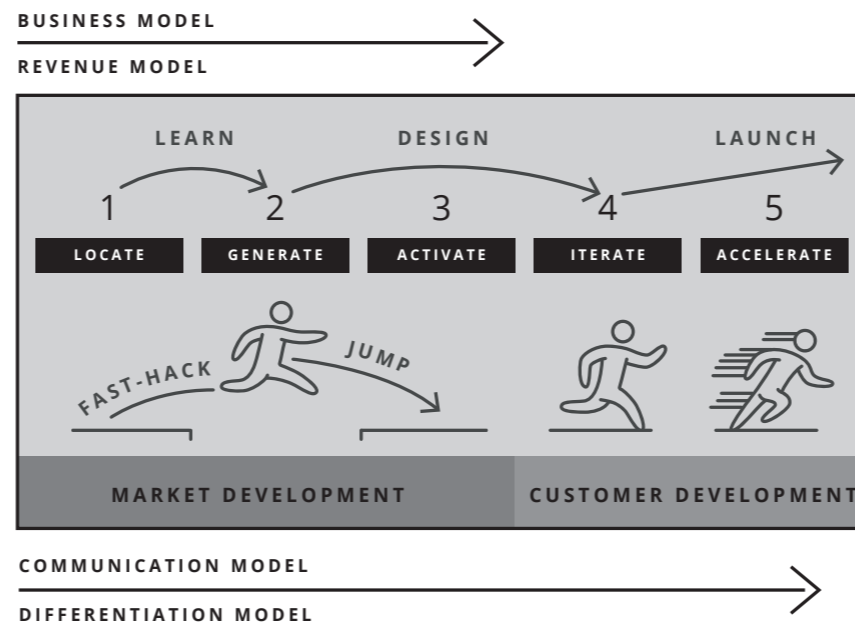 BUSINESS MODEL
REVENUE MODEL
LEARN DESIGN LAUNCH
1 2 3 4 5
LOCATE GENERATE ACTIVATE ITERATE ACCELERATE
FAST-HACK JUMP
MARKET DEVELOPMENT CUSTOMER DEVELOPMENT
COMMUNICATION MODEL
DIFFERENTIATION MODEL